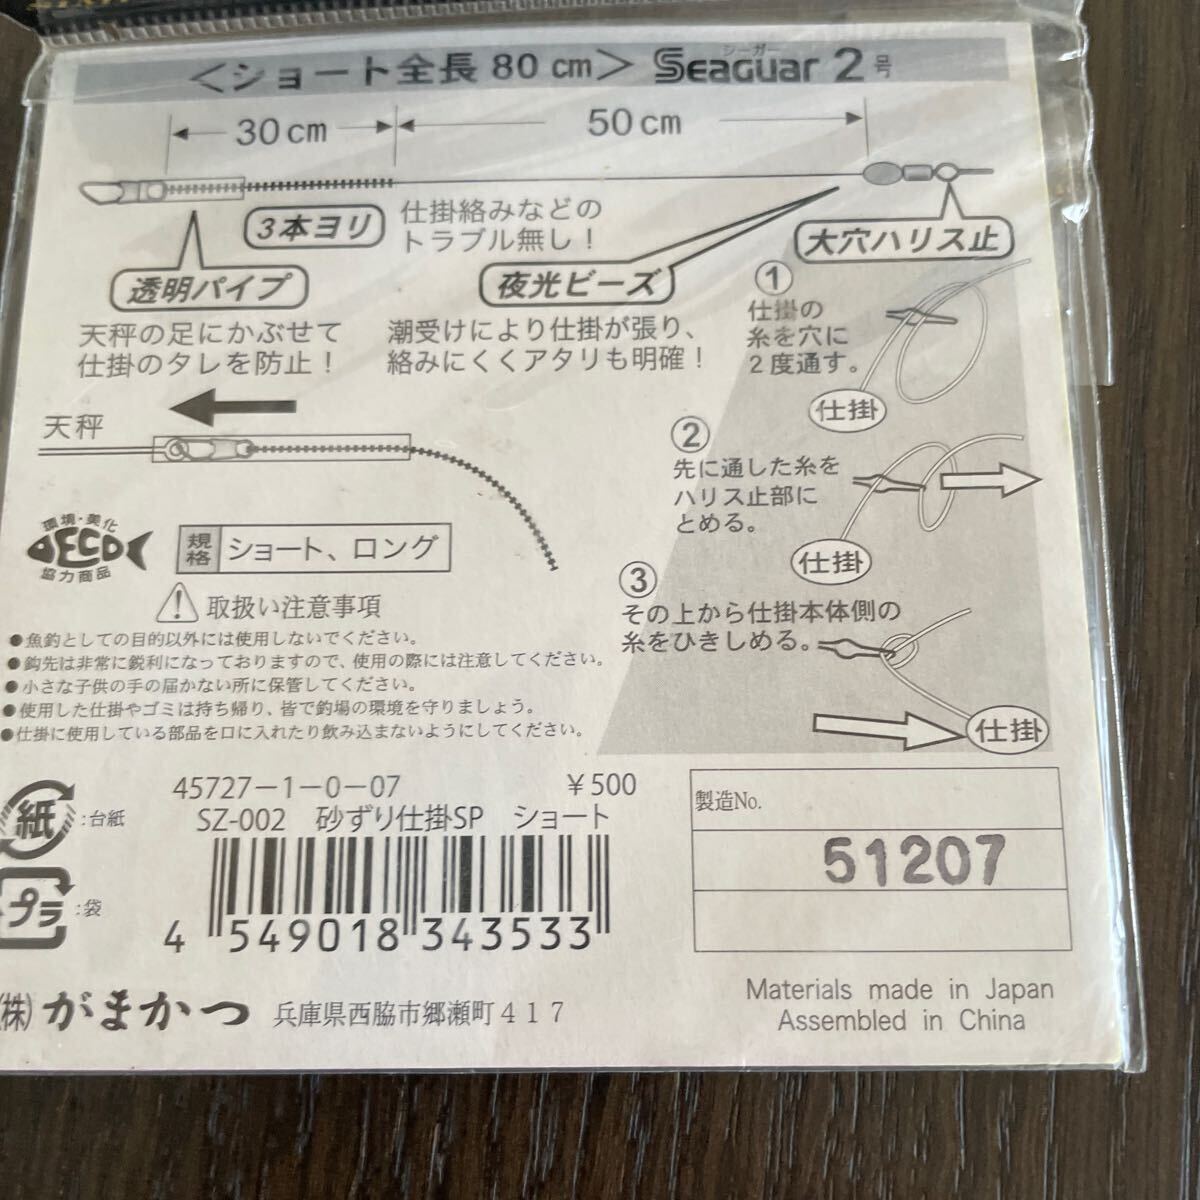 ＜ショート全長 80 cm＞ シーガー Seaguar 2号
30cm
50cm
3本ヨリ
仕掛絡みなどの
トラブル無し！
大穴ハリス止
透明パイプ
夜光ビーズ
天秤の足にかぶせて
仕掛のタレを防止！
潮受けにより仕掛が張り、
絡みにくくアタリも明確！
①
仕掛の
糸を穴に
2度通す。
仕掛
天秤
②
先に通した糸を
ハリス止部に
とめる。
仕掛
環境・美化
ECO
協力商品
規格 ショート、ロング
③
その上から仕掛本体側の
糸をひきしめる。
仕掛
取扱い注意事項
●魚釣としての目的以外には使用しないでください。
●鈎先は非常に鋭利になっておりますので、使用の際には注意してください。
●小さな子供の手の届かない所に保管してください。
●使用した仕掛やゴミは持ち帰り、皆で釣場の環境を守りましょう。
●仕掛に使用している部品を口に入れたり飲み込まないようにしてください。
紙 :台紙
プラ :袋
45727-1-0-07 ￥500
SZ-002 砂ずり仕掛SP ショート
4 549018 343533
製造No.
51207
(株)がまかつ 兵庫県西脇市郷瀬町417
Materials made in Japan
Assembled in China